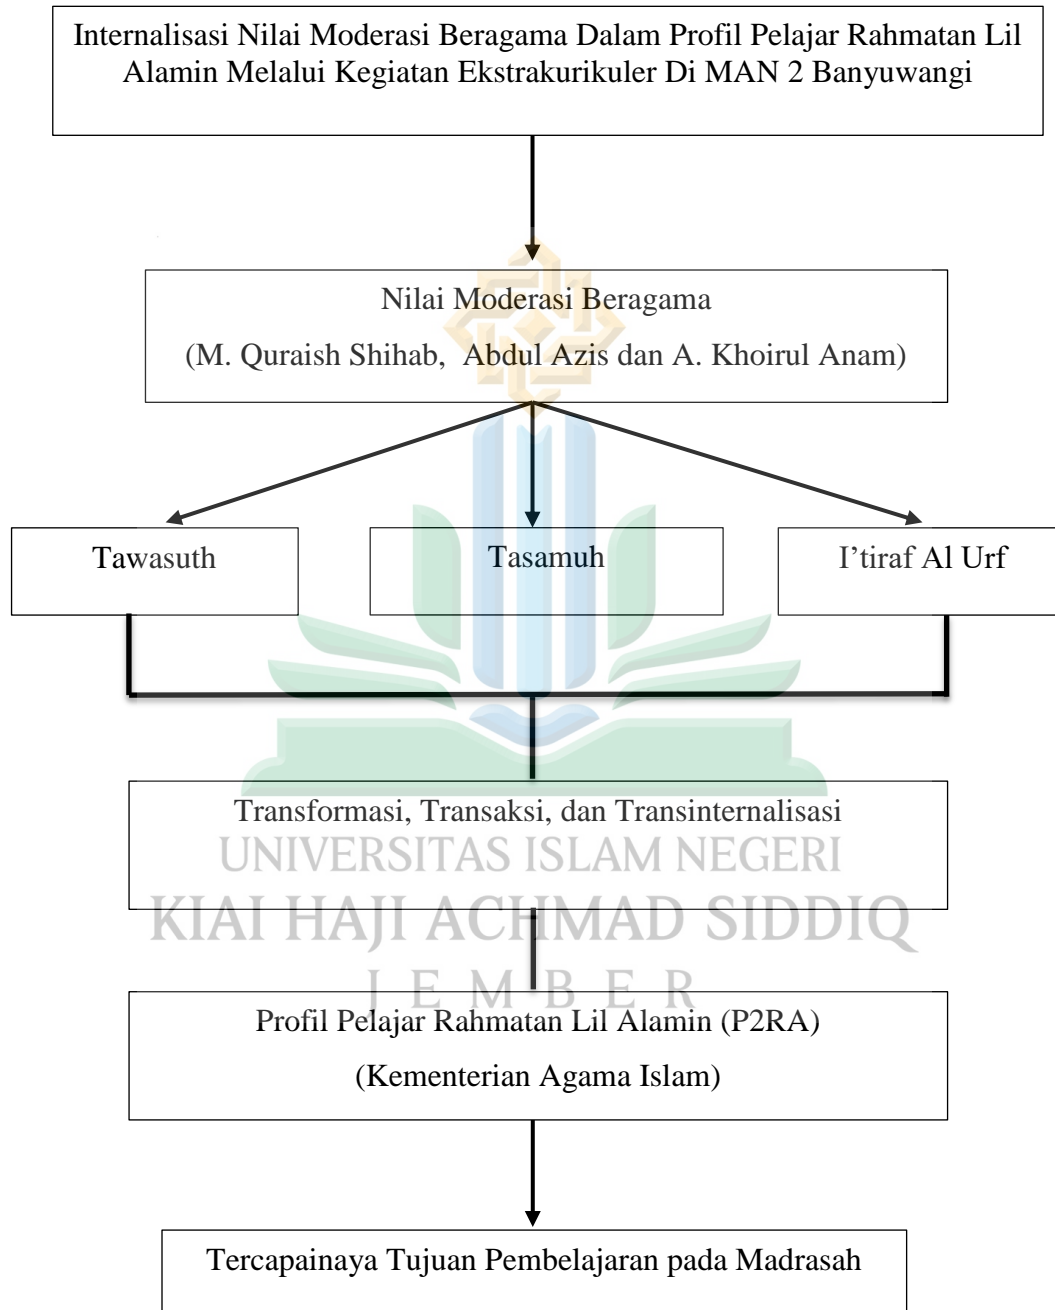 Internalisasi Nilai Moderasi Beragama Dalam Profil Pelajar Rahmatan Lil
Alamin Melalui Kegiatan Ekstrakurikuler Di MAN 2 Banyuwangi
Nilai Moderasi Beragama
(M. Quraish Shihab, Abdul Azis dan A. Khoirul Anam)
Tawasuth
Tasamuh
I'tiraf Al Urf
Transformasi, Transaksi, dan Transinternalisasi
UNIVERSITAS ISLAM NEGERI
KIAI HAJI ACHMAD SIDDIQ
JEMBER
Profil Pelajar Rahmatan Lil Alamin (P2RA)
(Kementerian Agama Islam)
Tercapainaya Tujuan Pembelajaran pada Madrasah